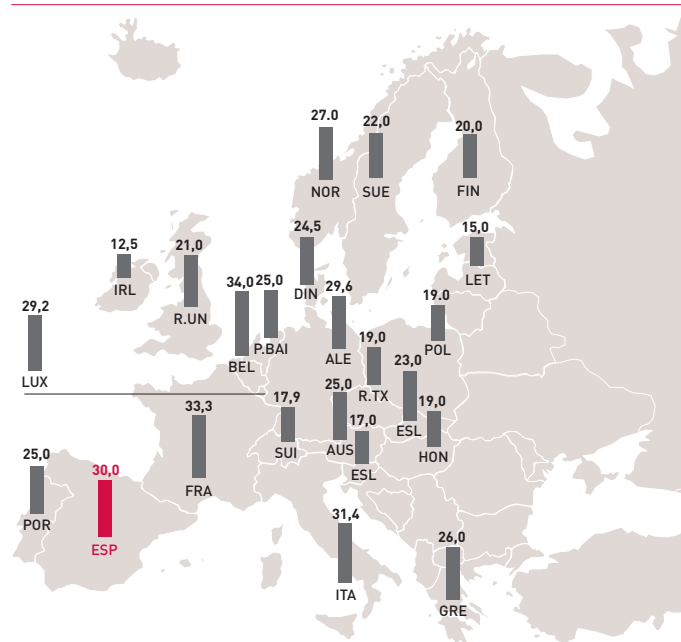 27.0
NOR
22,0
SUE
20,0
FIN
12,5
IRL
21,0
R.UN
24,5
DIN
15,0
LET
29,2
LUX
34,0
BEL
25,0
P.BAI
29,6
ALE
19.0
POL
19,0
R.TX
23,0
ESL
25,0
AUS
17,9
SUI
17,0
ESL
19,0
HON
33,3
FRA
25,0
POR
30,0
ESP
31,4
ITA
26,0
GRE